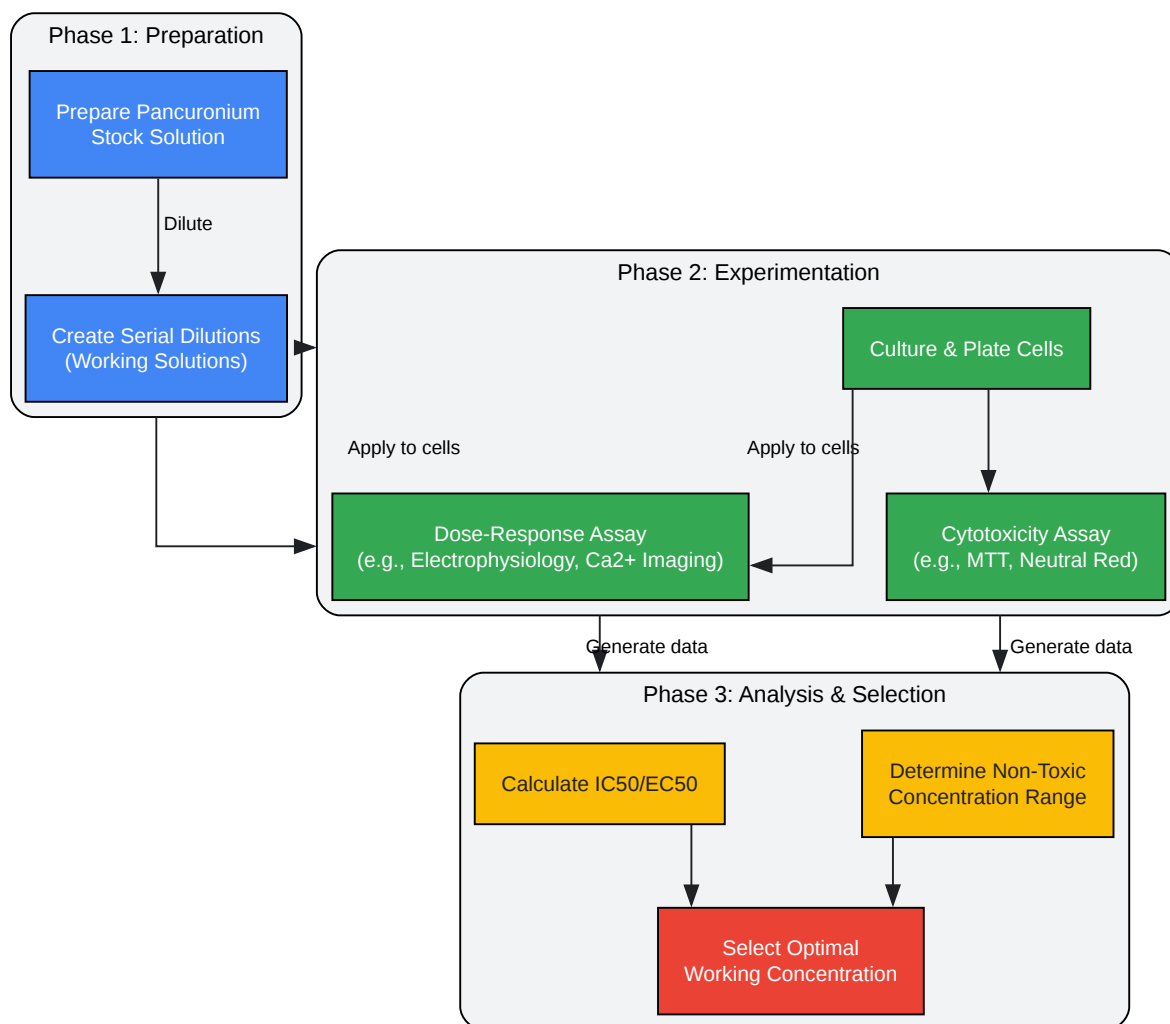 Phase 1: Preparation
Prepare Pancuronium
Stock Solution
Dilute
Create Serial Dilutions
(Working Solutions)
Phase 2: Experimentation
Culture & Plate Cells
Apply to cells
Apply to cells
Dose-Response Assay
(e.g., Electrophysiology, Ca2+ Imaging)
Cytotoxicity Assay
(e.g., MTT, Neutral Red)
Generate data
Generate data
Phase 3: Analysis & Selection
Calculate IC50/EC50
Determine Non-Toxic
Concentration Range
Select Optimal
Working Concentration